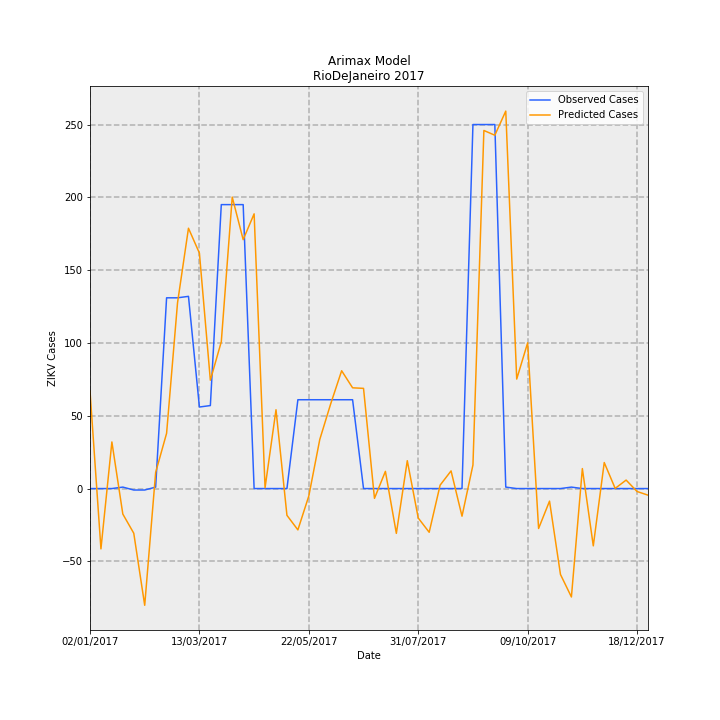 Arimax Model
RioDeJaneiro 2017
Observed Cases
Predicted Cases
250
200
150
100
50
0
−50
ZIKV Cases
02/01/2017
13/03/2017
22/05/2017
31/07/2017
09/10/2017
18/12/2017
Date